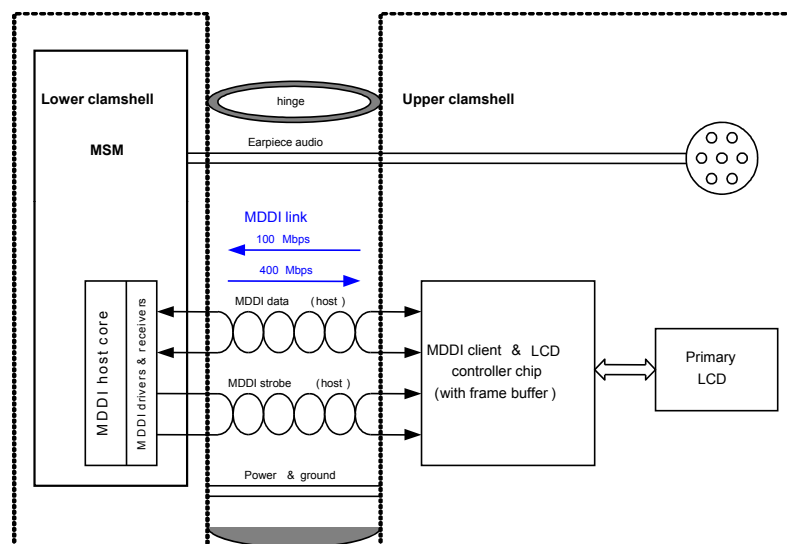 Lower clamshell
hinge
Upper clamshell
MSM
Earpiece audio
MDDI link
100 Mbps
400 Mbps
MDDI data (host)
MDDI host core
MDDI drivers & receivers
MDDI client & LCD
controller chip
(with frame buffer)
Primary
LCD
MDDI strobe (host)
Power & ground